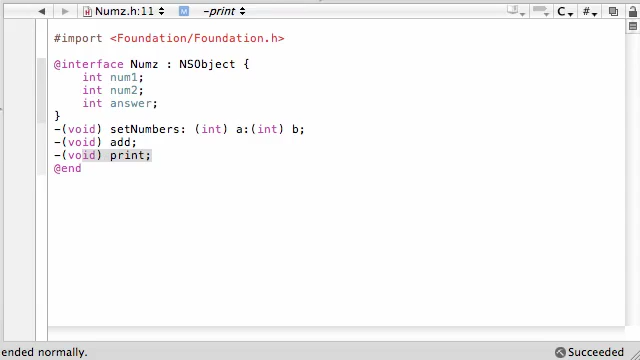 Numz.h:11 M -print C #
#import <Foundation/Foundation.h>
@interface Numz : NSObject {
int num1;
int num2;
int answer;
}
-(void) setNumbers: (int) a:(int) b;
-(void) add;
-(void) print;
@end
ended normally. Succeeded